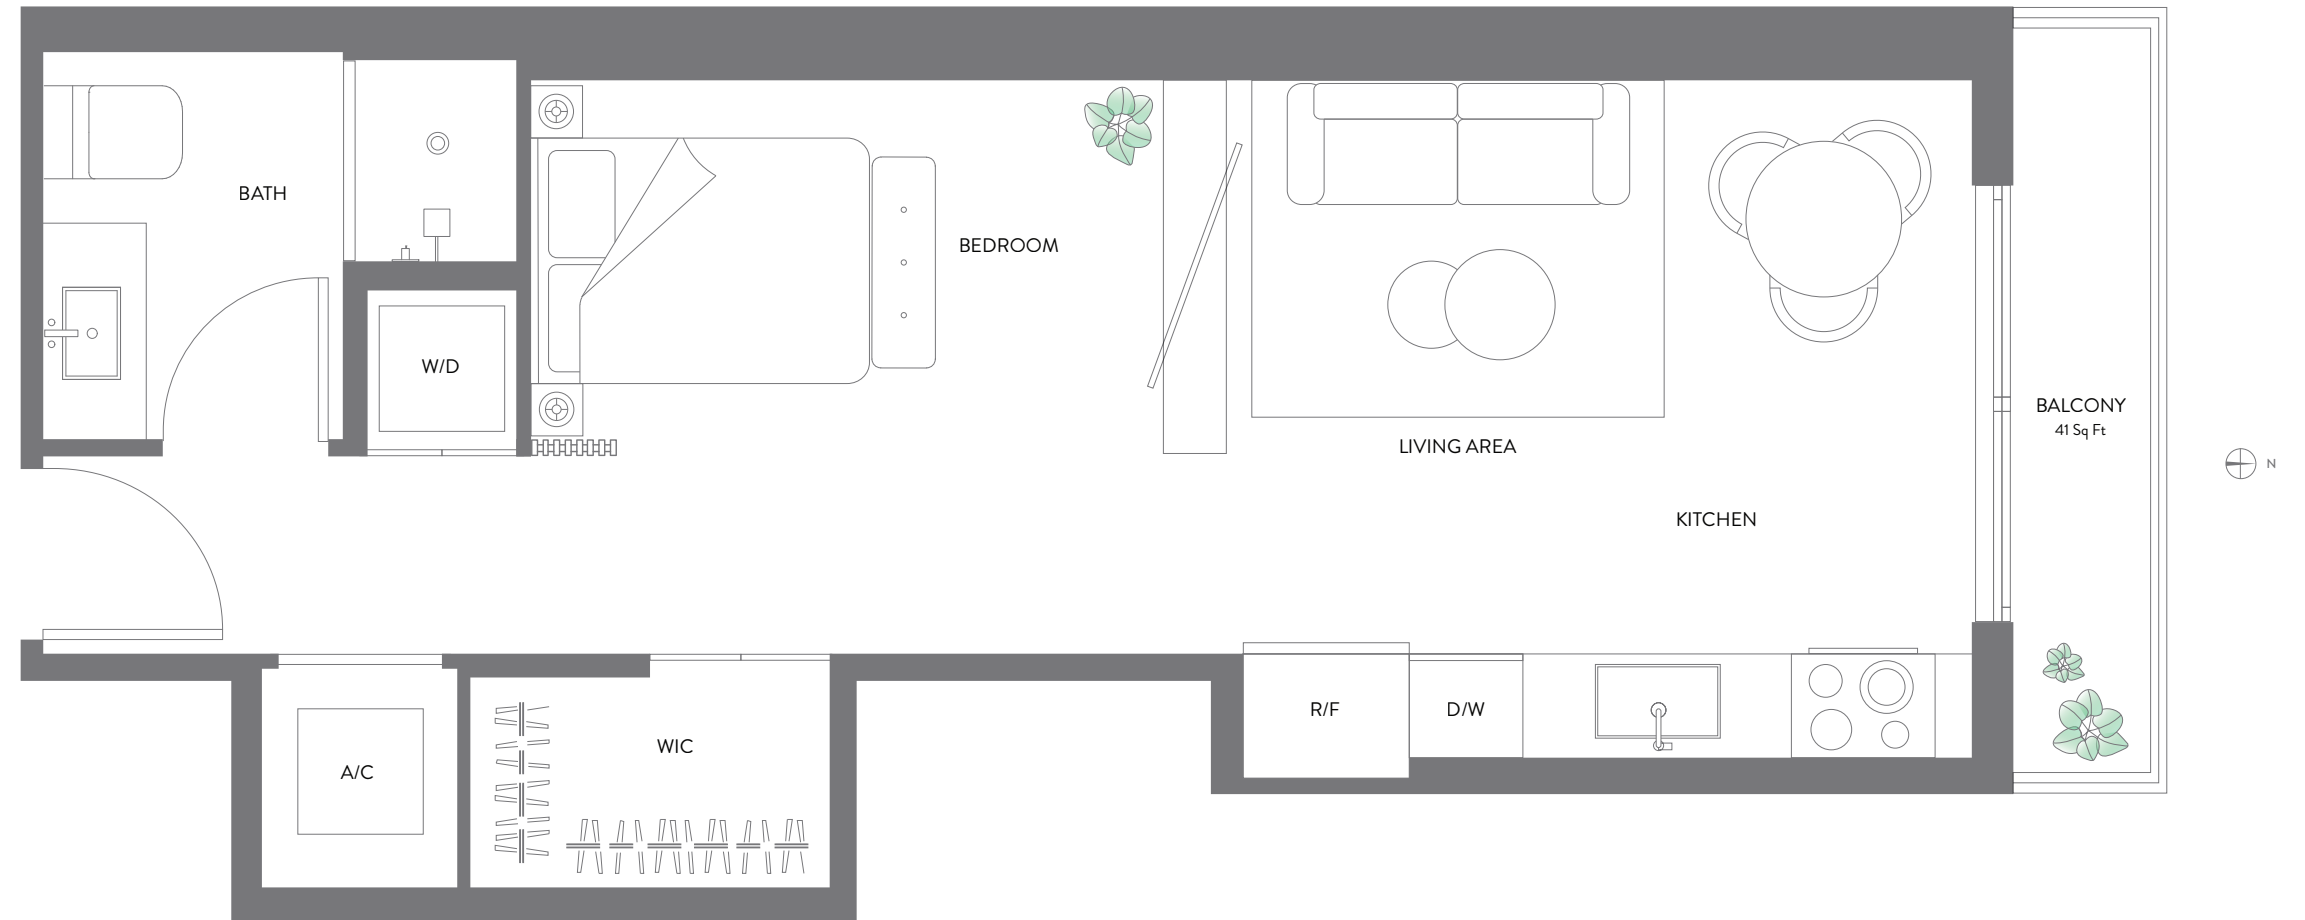 BATH
W/D
BEDROOM
LIVING AREA
KITCHEN
BALCONY
41 Sq Ft
N
R/F
D/W
A/C
WIC